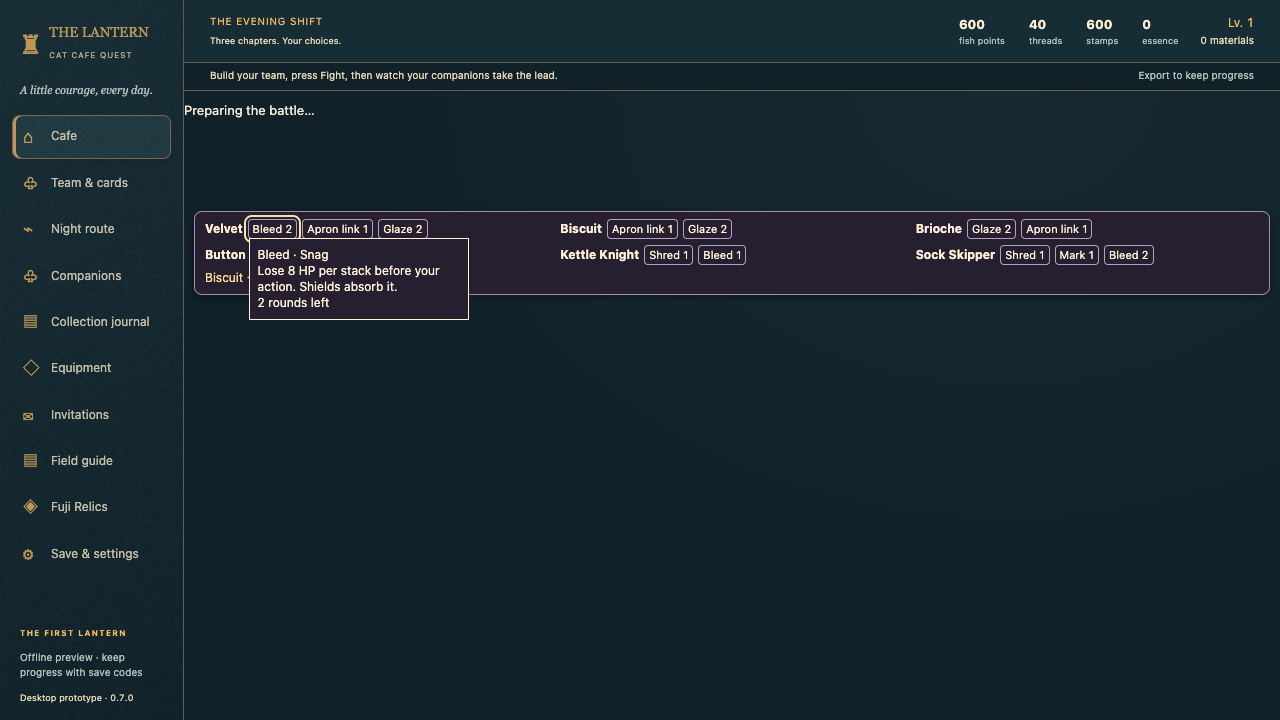 THE LANTERN
CAT CAFE QUEST
A little courage, every day.
Cafe
Team & cards
Night route
Companions
Collection journal
Equipment
Invitations
Field guide
Fuji Relics
Save & settings
THE FIRST LANTERN
Offline preview · keep
progress with save codes
Desktop prototype · 0.7.0
THE EVENING SHIFT
Three chapters. Your choices.
600 fish points
40 threads
600 stamps
0 essence
Lv. 1
0 materials
Build your team, press Fight, then watch your companions take the lead.
Export to keep progress
Preparing the battle...
Velvet Bleed 2 Apron link 1 Glaze 2
Biscuit Apron link 1 Glaze 2
Brioche Glaze 2 Apron link 1
Button
Kettle Knight Shred 1 Bleed 1
Sock Skipper Shred 1 Mark 1 Bleed 2
Biscuit
Bleed · Snag
Lose 8 HP per stack before your
action. Shields absorb it.
2 rounds left